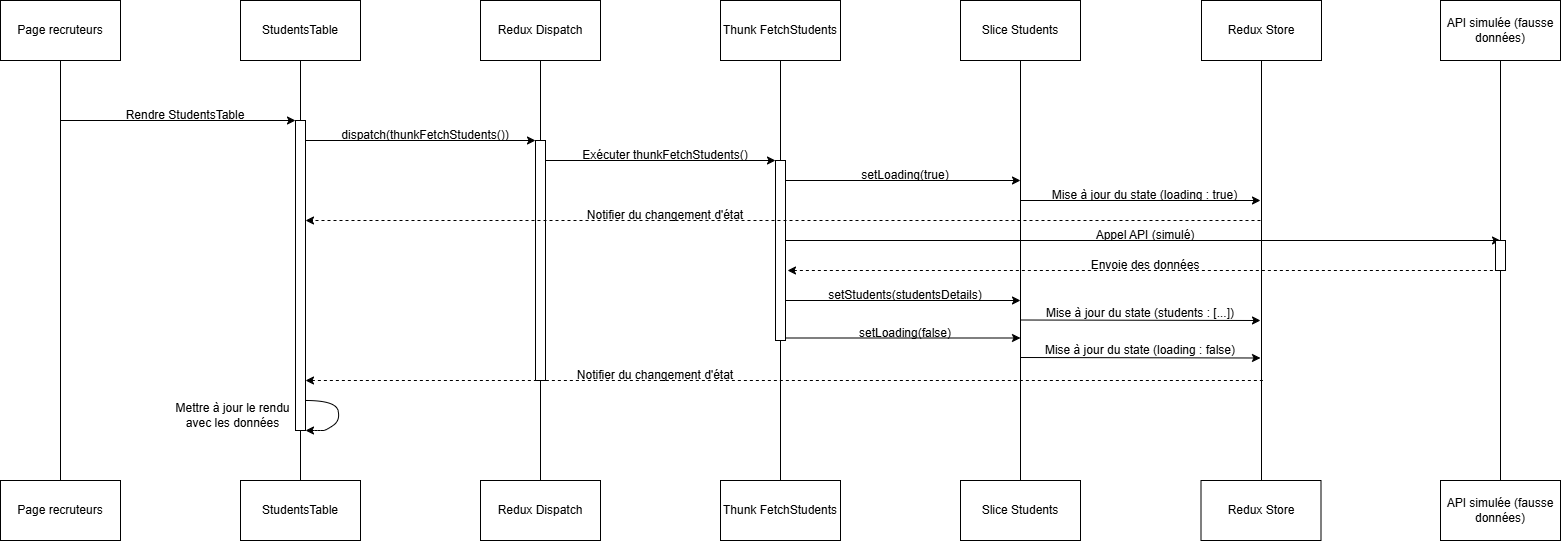 Page recruteurs
StudentsTable
Redux Dispatch
Thunk FetchStudents
Slice Students
Redux Store
API simulée (fausse
données)
Rendre StudentsTable
dispatch(thunkFetchStudents())
Exécuter thunkFetchStudents()
setLoading(true)
Mise à jour du state (loading : true)
Notifier du changement d'état
Appel API (simulé)
Envoie des données
setStudents(studentsDetails)
Mise à jour du state (students : [...])
setLoading(false)
Mise à jour du state (loading : false)
Notifier du changement d'état
Mettre à jour le rendu
avec les données
Page recruteurs
StudentsTable
Redux Dispatch
Thunk FetchStudents
Slice Students
Redux Store
API simulée (fausse
données)